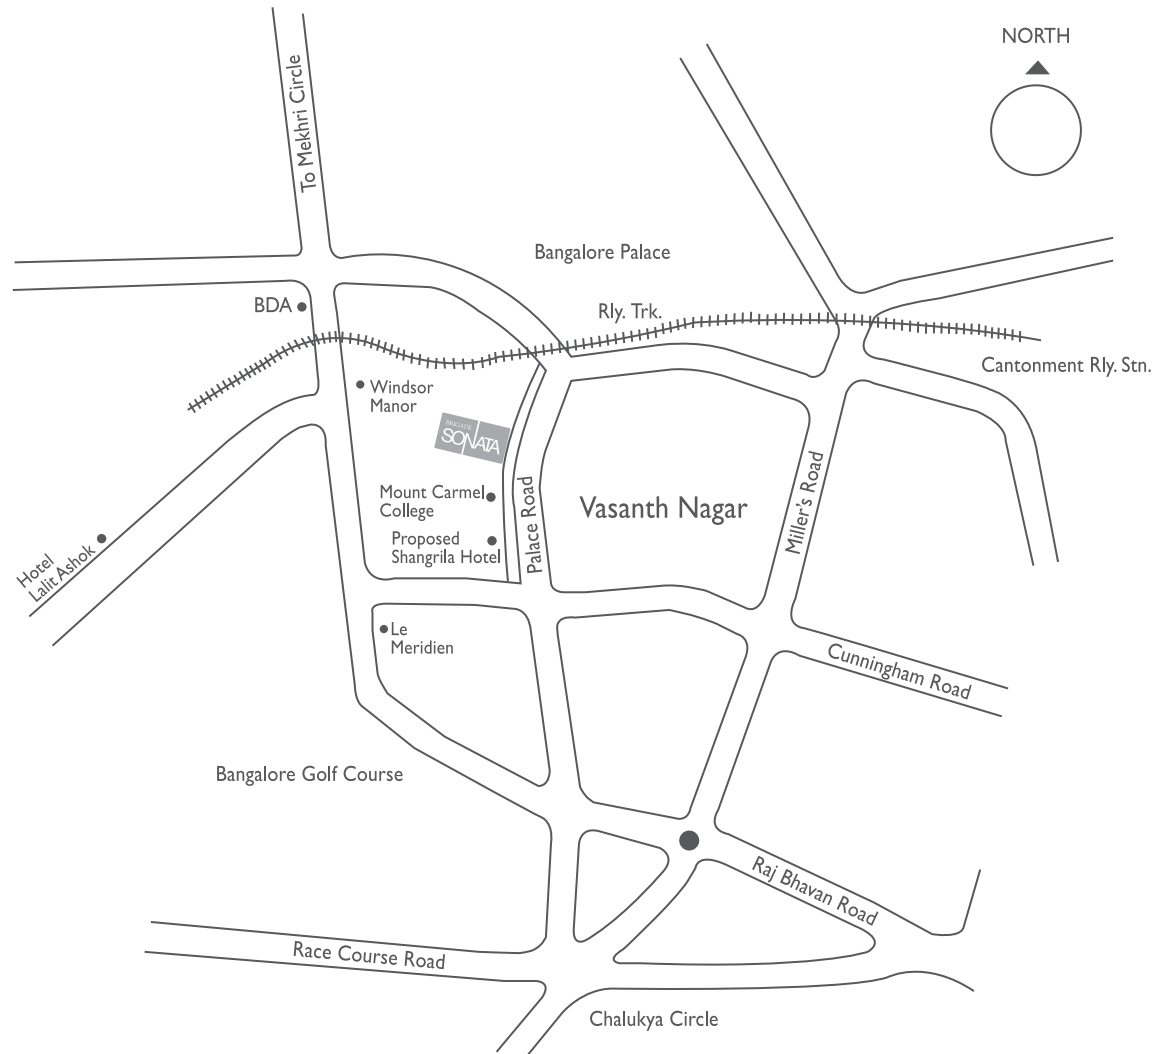 NORTH
To Mekhri Circle
Bangalore Palace
BDA
Rly. Trk.
Cantonment Rly. Stn.
Windsor
Manor
BRIGADE
SONATA
Mount Carmel
College
Proposed
Shangrila Hotel
Palace Road
Vasanth Nagar
Miller's Road
Hotel
Lalit Ashok
Le
Meridien
Cunningham Road
Bangalore Golf Course
Raj Bhavan Road
Race Course Road
Chalukya Circle